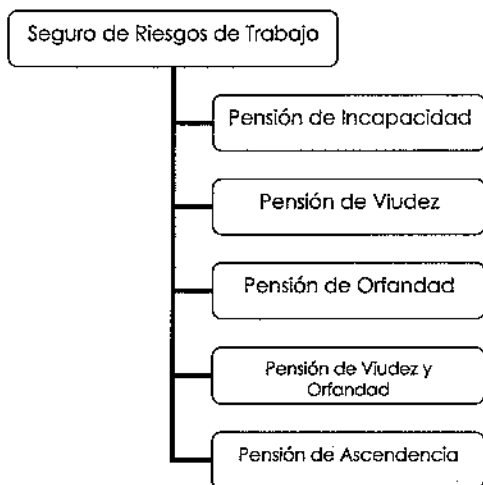 Seguro de Riesgos de Trabajo
Pensión de Incapacidad
Pensión de Viudez
Pensión de Orfandad
Pensión de Viudez y
Orfandad
Pensión de Ascendencia